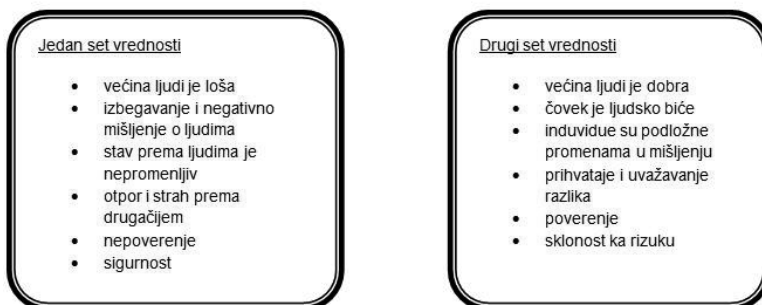 Jedan set vrednosti
• većina ljudi je loša
• izbegavanje i negativno
mišljenje o ljudima
• stav prema ljudima je
nepromenljiv
• otpor i strah prema
drugačijem
• nepoverenje
• sigurnost
Drugi set vrednosti
• većina ljudi je dobra
• čovek je ljudsko biće
• induvidue su podložne
promenama u mišljenju
• prihvataje i uvažavanje
razlika
• poverenje
• sklonost ka rizuku